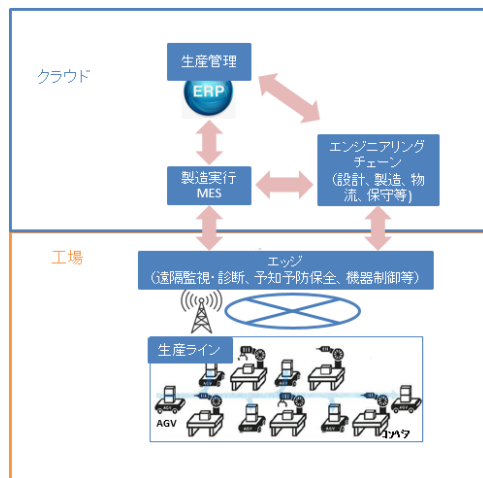 クラウド
生産管理
ERP
製造実行
MES
エンジニアリング
チェーン
(設計、製造、物
流、保守等)
工場
エッジ
(遠隔監視・診断、予知予防保全、機器制御等)
生産ライン
AGV
コンベア